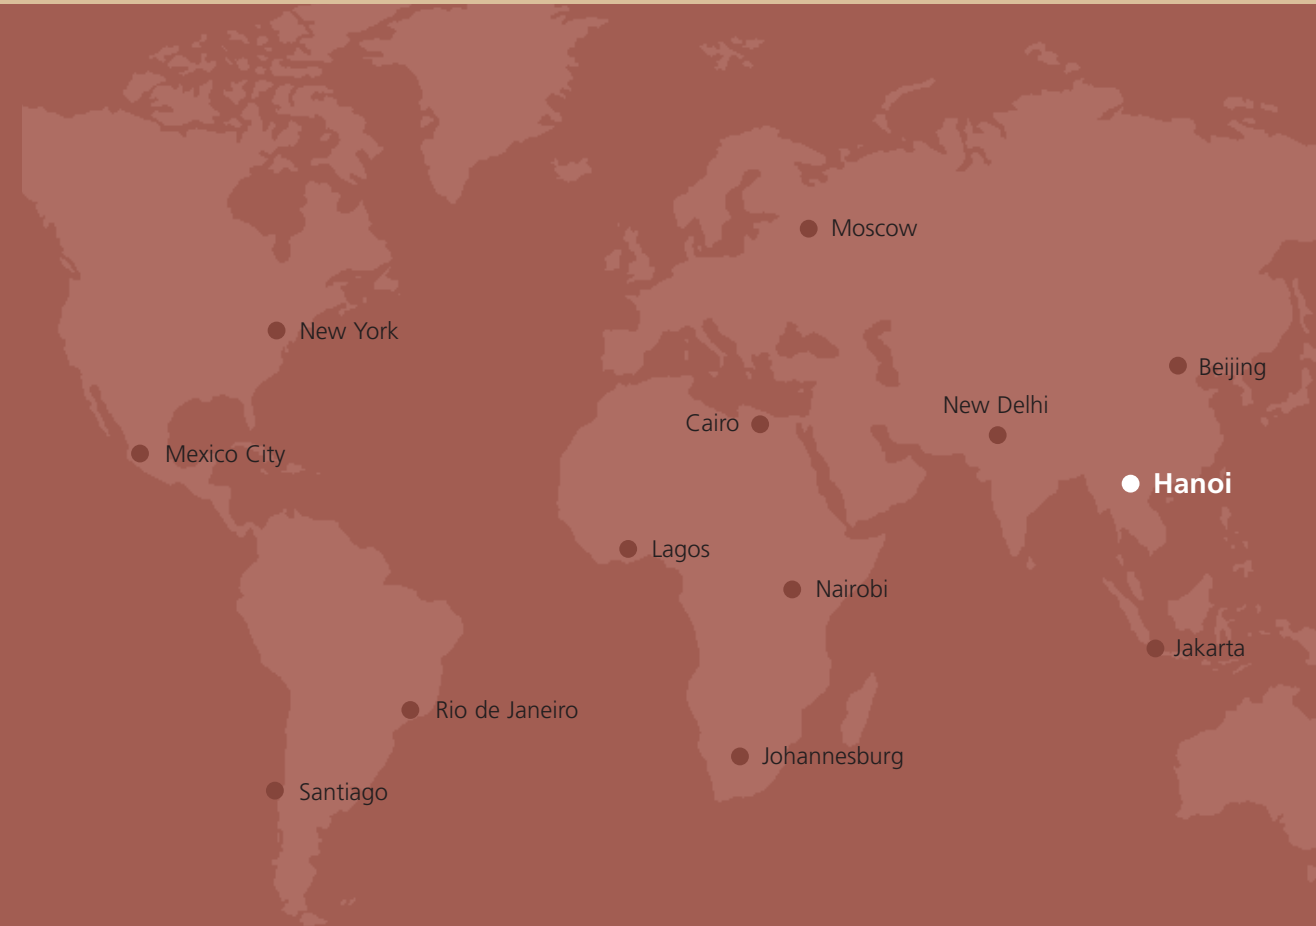 Moscow
New York
Beijing
New Delhi
Cairo
Mexico City
Hanoi
Lagos
Nairobi
Jakarta
Rio de Janeiro
Johannesburg
Santiago